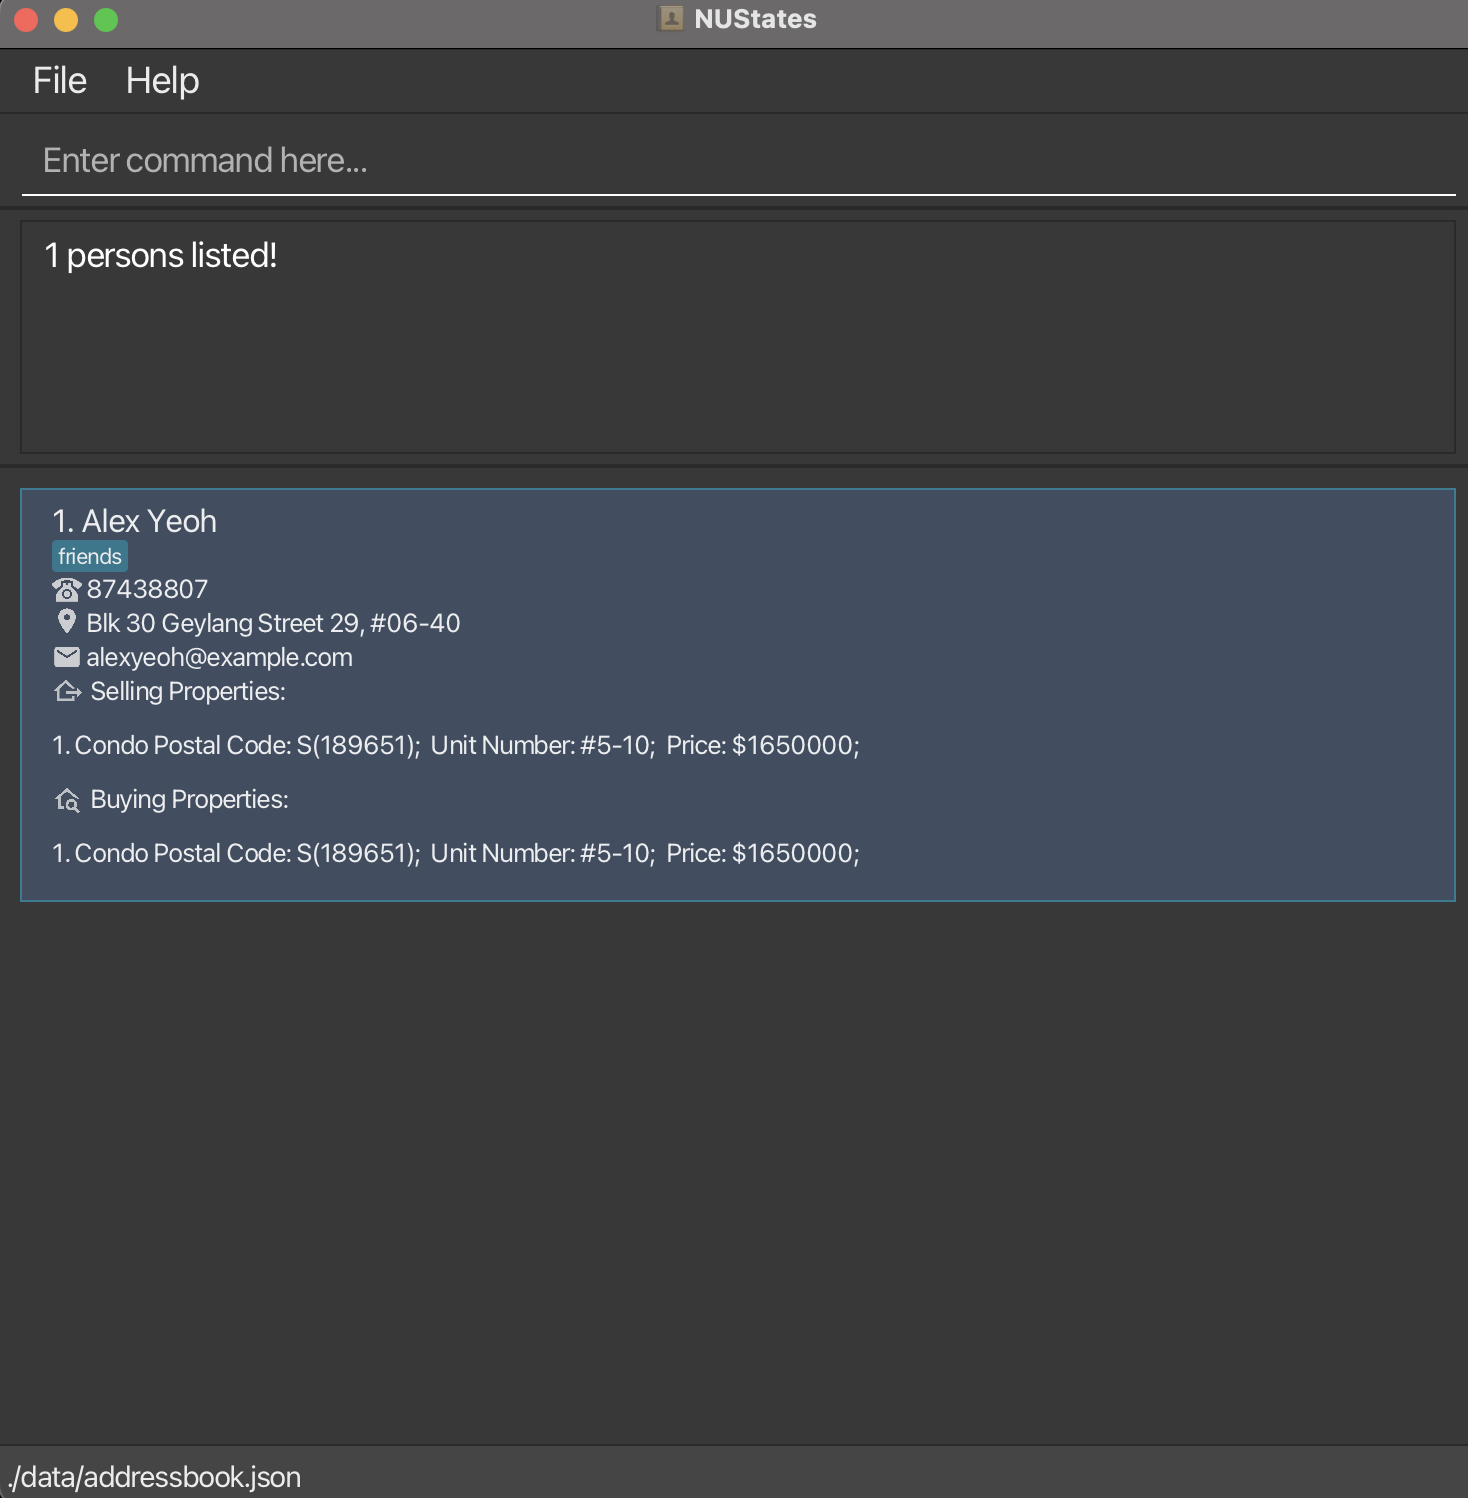 NUStates
File Help
Enter command here...
1 persons listed!
1. Alex Yeoh
friends
87438807
Blk 30 Geylang Street 29, #06-40
alexyeoh@example.com
Selling Properties:
1. Condo Postal Code: S(189651); Unit Number: #5-10; Price: $1650000;
Buying Properties:
1. Condo Postal Code: S(189651); Unit Number: #5-10; Price: $1650000;
./data/addressbook.json